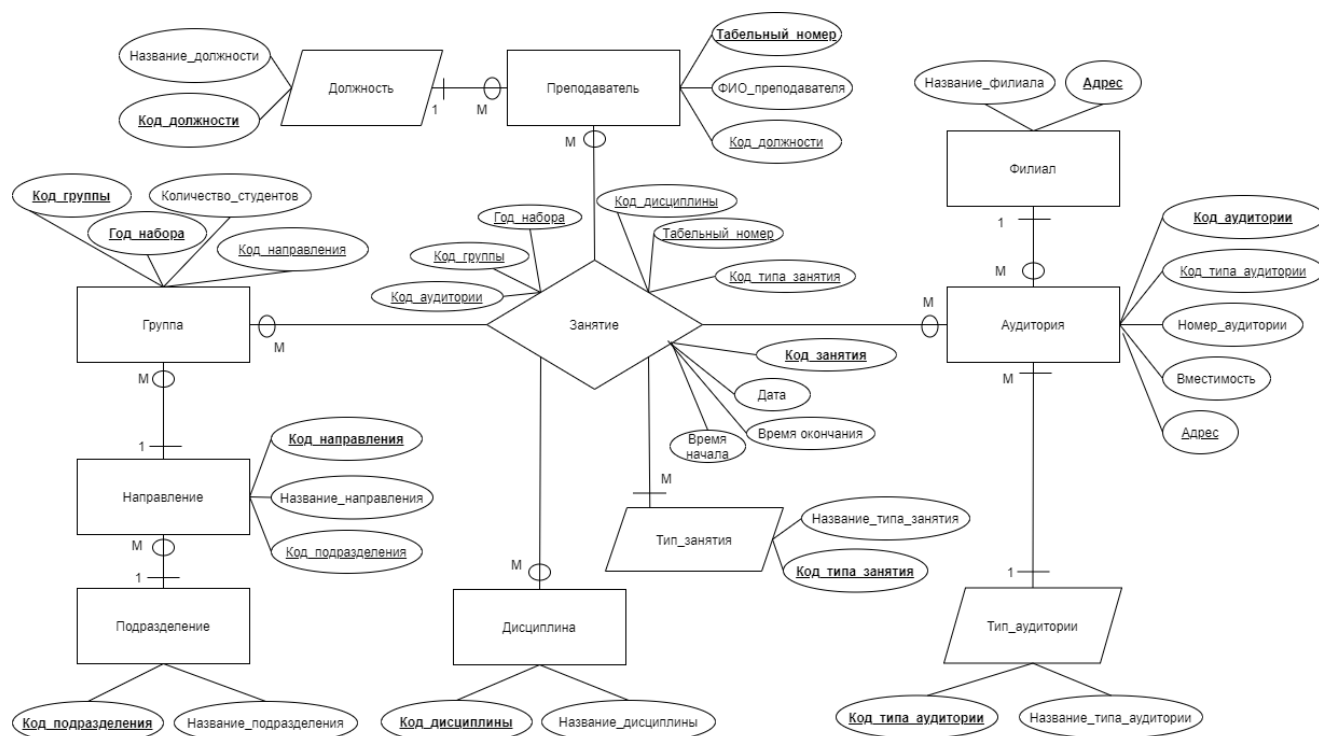 Название_должности
Код_должности
Должность
1
М
Преподаватель
Табельный_номер
ФИО_преподавателя
Код_должности
М
Название_филиала
Адрес
Филиал
1
М
Код_группы
Количество_студентов
Год_набора
Код_направления
Группа
М
Код_дисциплины
Год_набора
Табельный_номер
Код_группы
Код_типа_занятия
Код_аудитории
Занятие
Код_занятия
Дата
Время окончания
Время
начала
М
Аудитория
Код_аудитории
Код_типа_аудитории
Номер_аудитории
Вместимость
Адрес
М
1
М
1
Направление
Код_направления
Название_направления
Код_подразделения
М
1
Подразделение
Код_подразделения
Название_подразделения
М
Дисциплина
Код_дисциплины
Название_дисциплины
М
Тип_занятия
Название_типа_занятия
Код_типа_занятия
Тип_аудитории
Код_типа_аудитории
Название_типа_аудитории